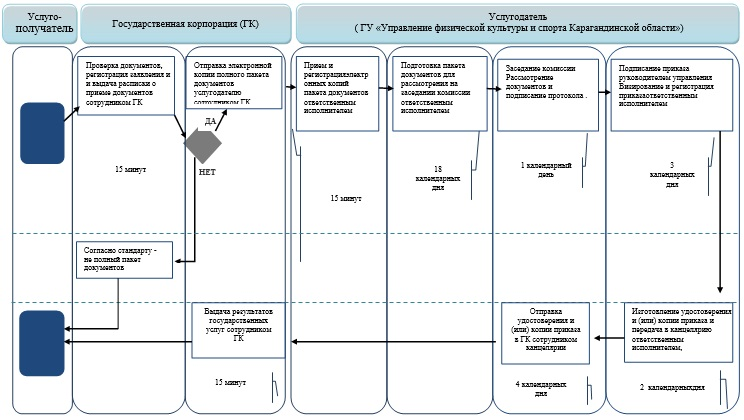 Услуго-
получатель
Государственная корпорация (ГК)
Услугодатель
( ГУ «Управление физической культуры и спорта Карагандинской области»)
Проверка документов,
регистрация заявления и
и выдача расписки о
приеме документов
сотрудником ГК
Отправка электронной
копии полного пакета
документов
услугодателю
сотрудником ГК
Прием и
регистрацияэлектр
онных копий
пакета документов
ответственным
исполнителем
Подготовка пакета
документов для
рассмотрения на
заседании комиссии
ответственным
исполнителем
Заседание комиссии
Рассмотрение
документов и
подписание протокола .
Подписание приказа
руководителем управления
Визирование и регистрация
приказаответственным
исполнителем
ДА
НЕТ
15 минут
15 минут
18
календарных
дня
1 календарный
день
3
календарных
дня
Согласно стандарту -
не полный пакет
документов
Выдача результатов
государственных
услуг сотрудником
ГК
Отправка
удостоверения и
(или) копии приказа
в ГК сотрудником
канцелярии
Изготовление удостоверения
и (или) копии приказа и
передача в канцелярию
ответственным
исполнителем,
15 минут
4 календарных
дня
2 календарныхдня